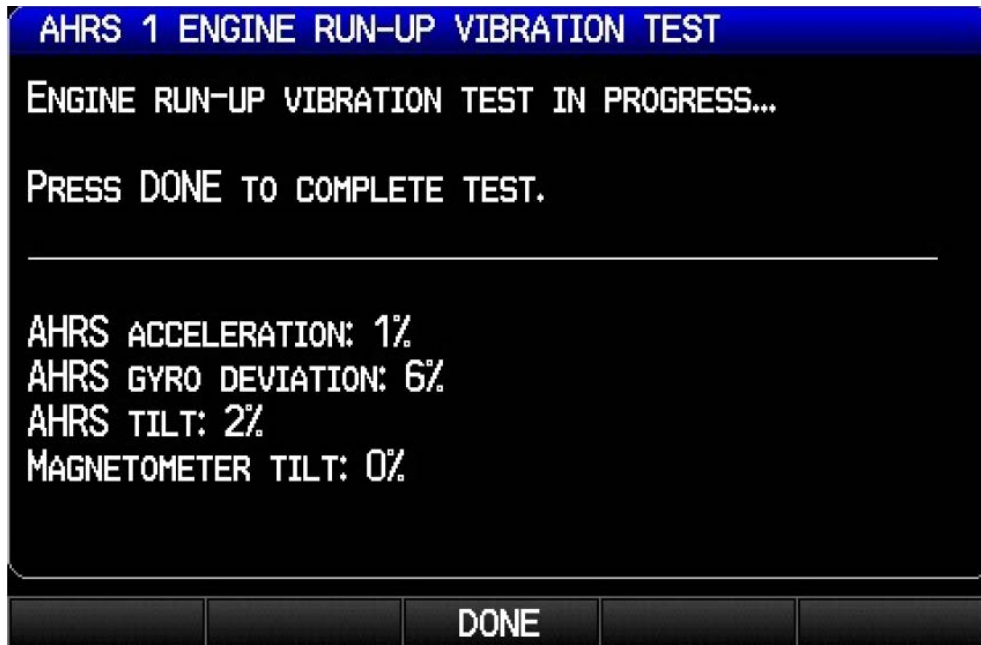 AHRS 1 ENGINE RUN-UP VIBRATION TEST
ENGINE RUN-UP VIBRATION TEST IN PROGRESS...
PRESS DONE TO COMPLETE TEST.
AHRS ACCELERATION: 1%
AHRS GYRO DEVIATION: 6%
AHRS TILT: 2%
MAGNETOMETER TILT: 0%
DONE